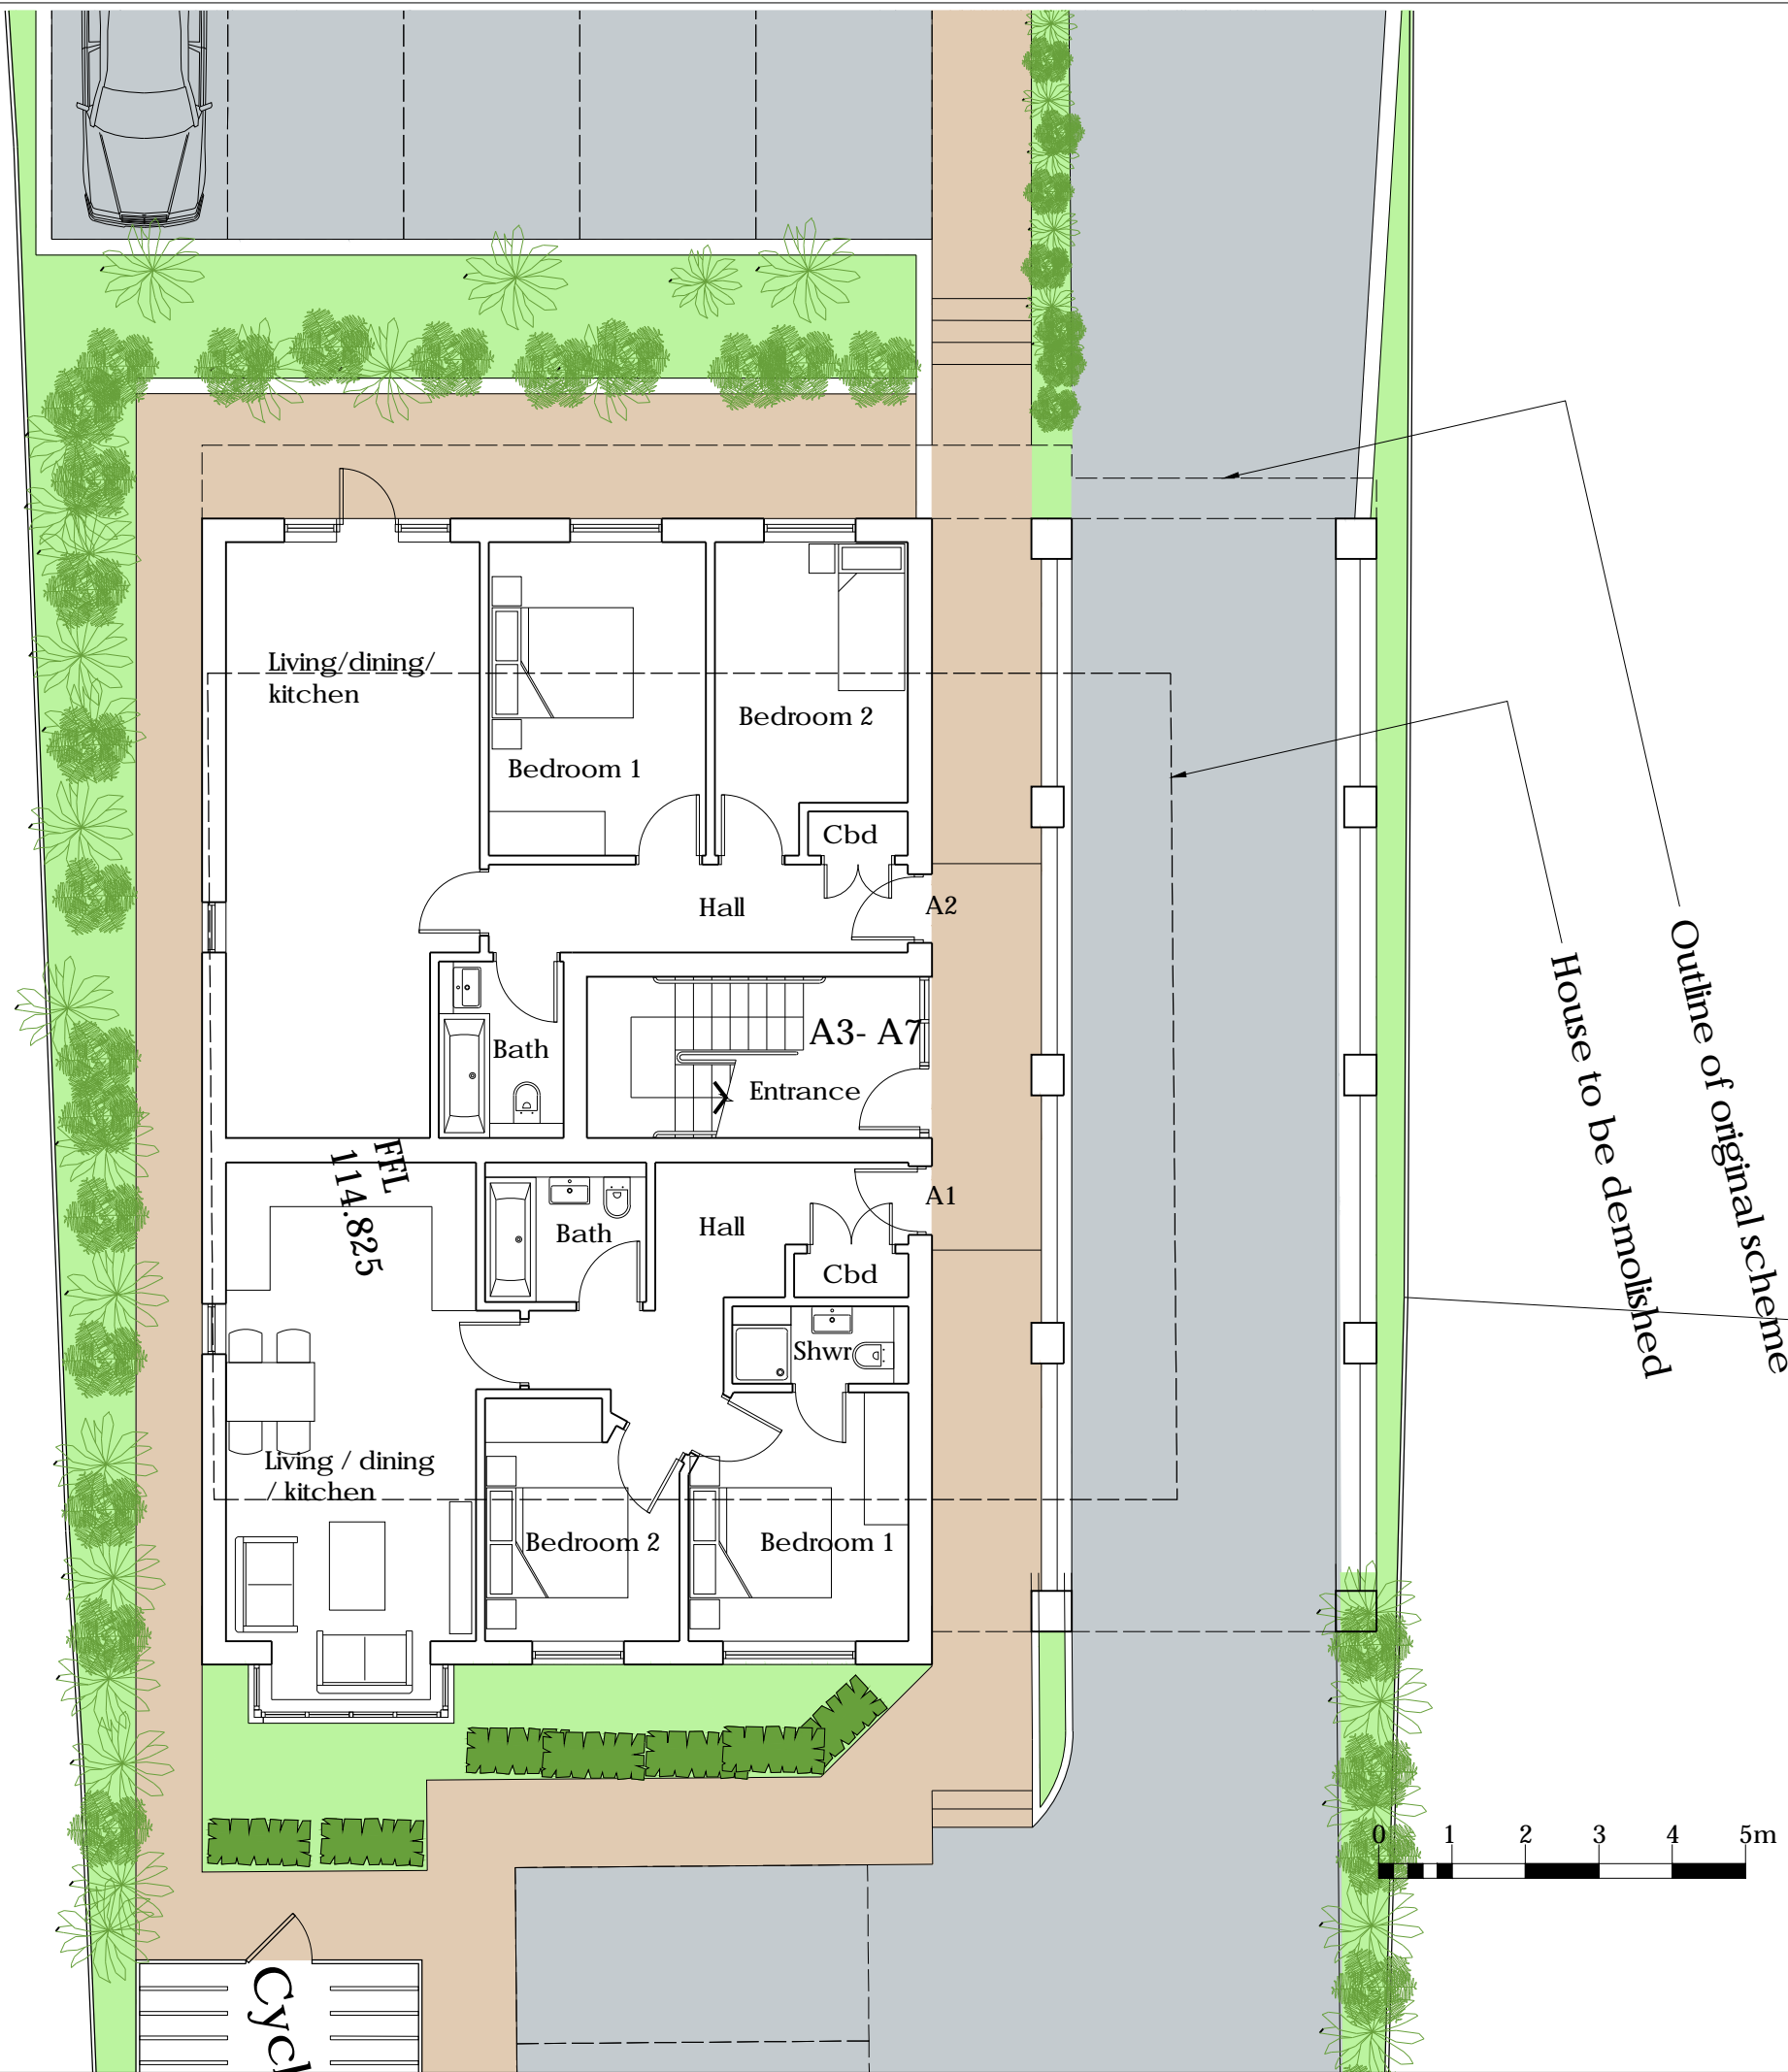 Living/dining/
kitchen
Bedroom 1
Bedroom 2
Cbd
Hall
A2
Bath
A3- A7
Entrance
FFL
114.825
Bath
Hall
A1
Cbd
Shwr
Living / dining
/ kitchen
Bedroom 2
Bedroom 1
Outline of original scheme
House to be demolished
0 1 2 3 4 5m
Cycl